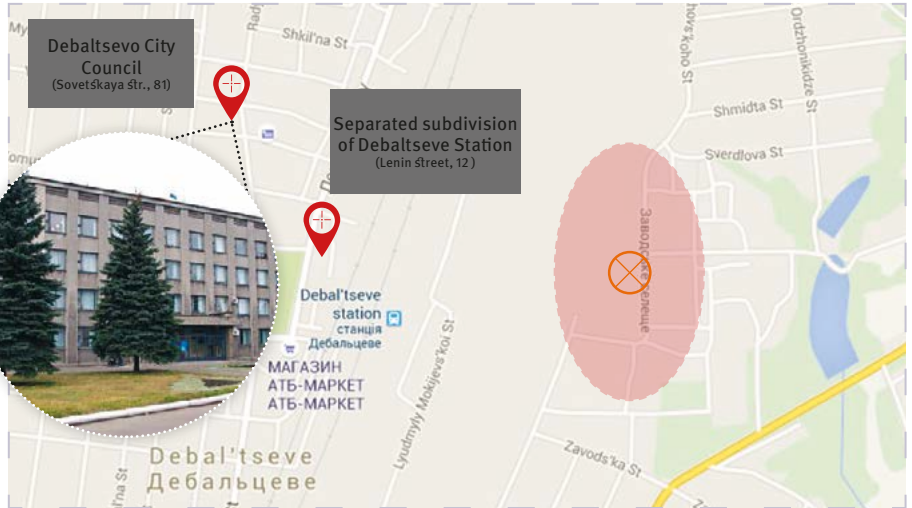 Debaltsevo City
Council
(Sovetskaya str., 81)
Shkil'na St
Separated subdivision
of Debaltseve Station
(Lenin street, 12 )
Ordzhonikidze St
Shmidta St
Sverdlova St
Заводське селеще
Debal'tseve
station
станція
Дебальцеве
МАГАЗИН
АТБ-МАРКЕТ
АТБ-МАРКЕТ
Lyudmyly Mokijevs'koi St
Debal'tseve
Дебальцеве
Zavods'ka St